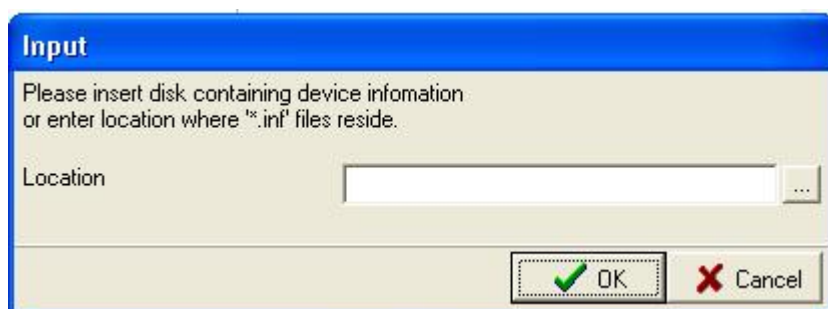 Input
Please insert disk containing device infomation
or enter location where '*.inf' files reside.
Location
...
OK
Cancel